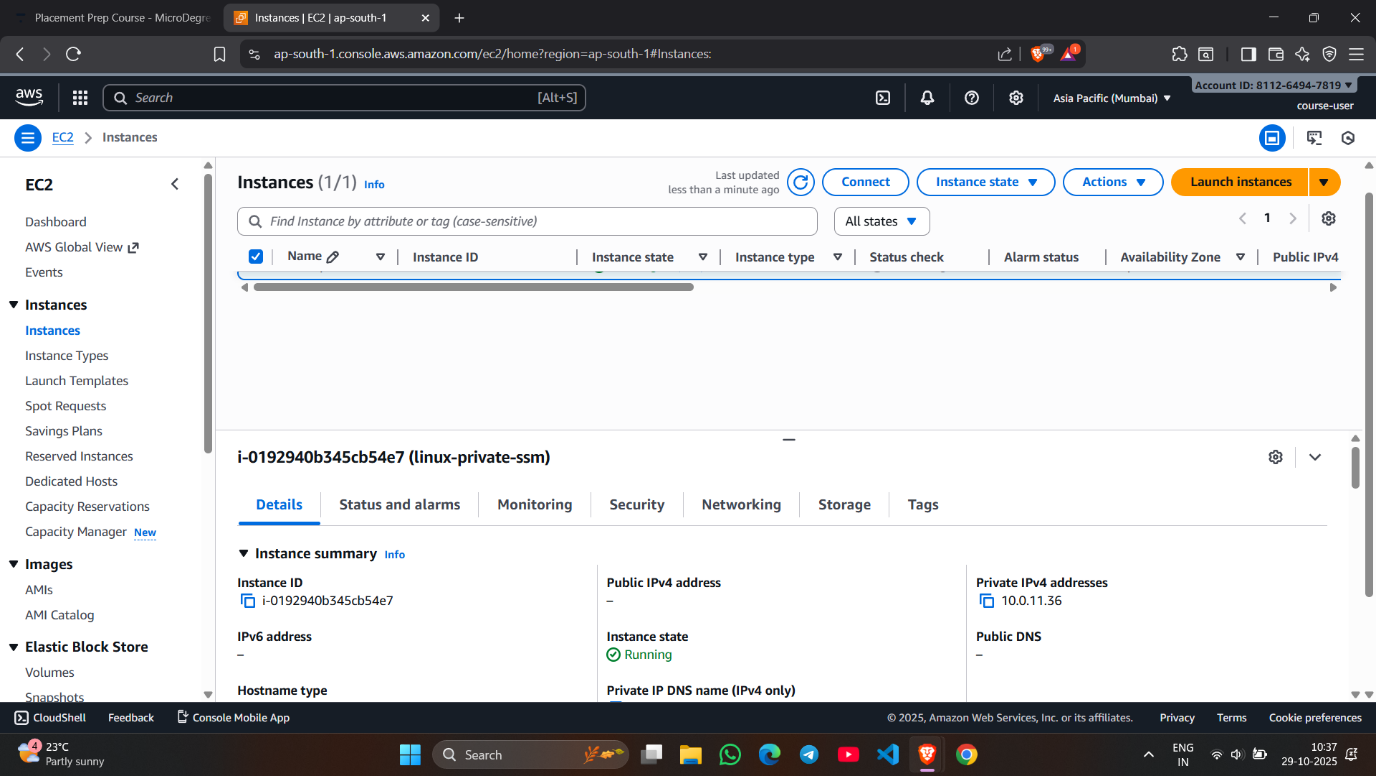 Placement Prep Course - MicroDegre
Instances | EC2 | ap-south-1
ap-south-1.console.aws.amazon.com/ec2/home?region=ap-south-1#Instances:
99+
1
aws
Search
[Alt+S]
Asia Pacific (Mumbai)
Account ID: 8112-6494-7819
course-user
EC2
Instances
EC2
Dashboard
AWS Global View
Events
Instances
Instances
Instance Types
Launch Templates
Spot Requests
Savings Plans
Reserved Instances
Dedicated Hosts
Capacity Reservations
Capacity Manager New
Images
AMIs
AMI Catalog
Elastic Block Store
Volumes
Snapshots
Instances (1/1) Info
Last updated
less than a minute ago
Connect
Instance state
Actions
Launch instances
Find Instance by attribute or tag (case-sensitive)
All states
1
Name
Instance ID
Instance state
Instance type
Status check
Alarm status
Availability Zone
Public IPv4
i-0192940b345cb54e7 (linux-private-ssm)
Details
Status and alarms
Monitoring
Security
Networking
Storage
Tags
Instance summary Info
Instance ID
i-0192940b345cb54e7
Public IPv4 address
–
Private IPv4 addresses
10.0.11.36
IPv6 address
–
Instance state
Running
Public DNS
–
Hostname type
Private IP DNS name (IPv4 only)
CloudShell
Feedback
Console Mobile App
© 2025, Amazon Web Services, Inc. or its affiliates.
Privacy
Terms
Cookie preferences
4
23°C
Partly sunny
Search
ENG
IN
10:37
29-10-2025